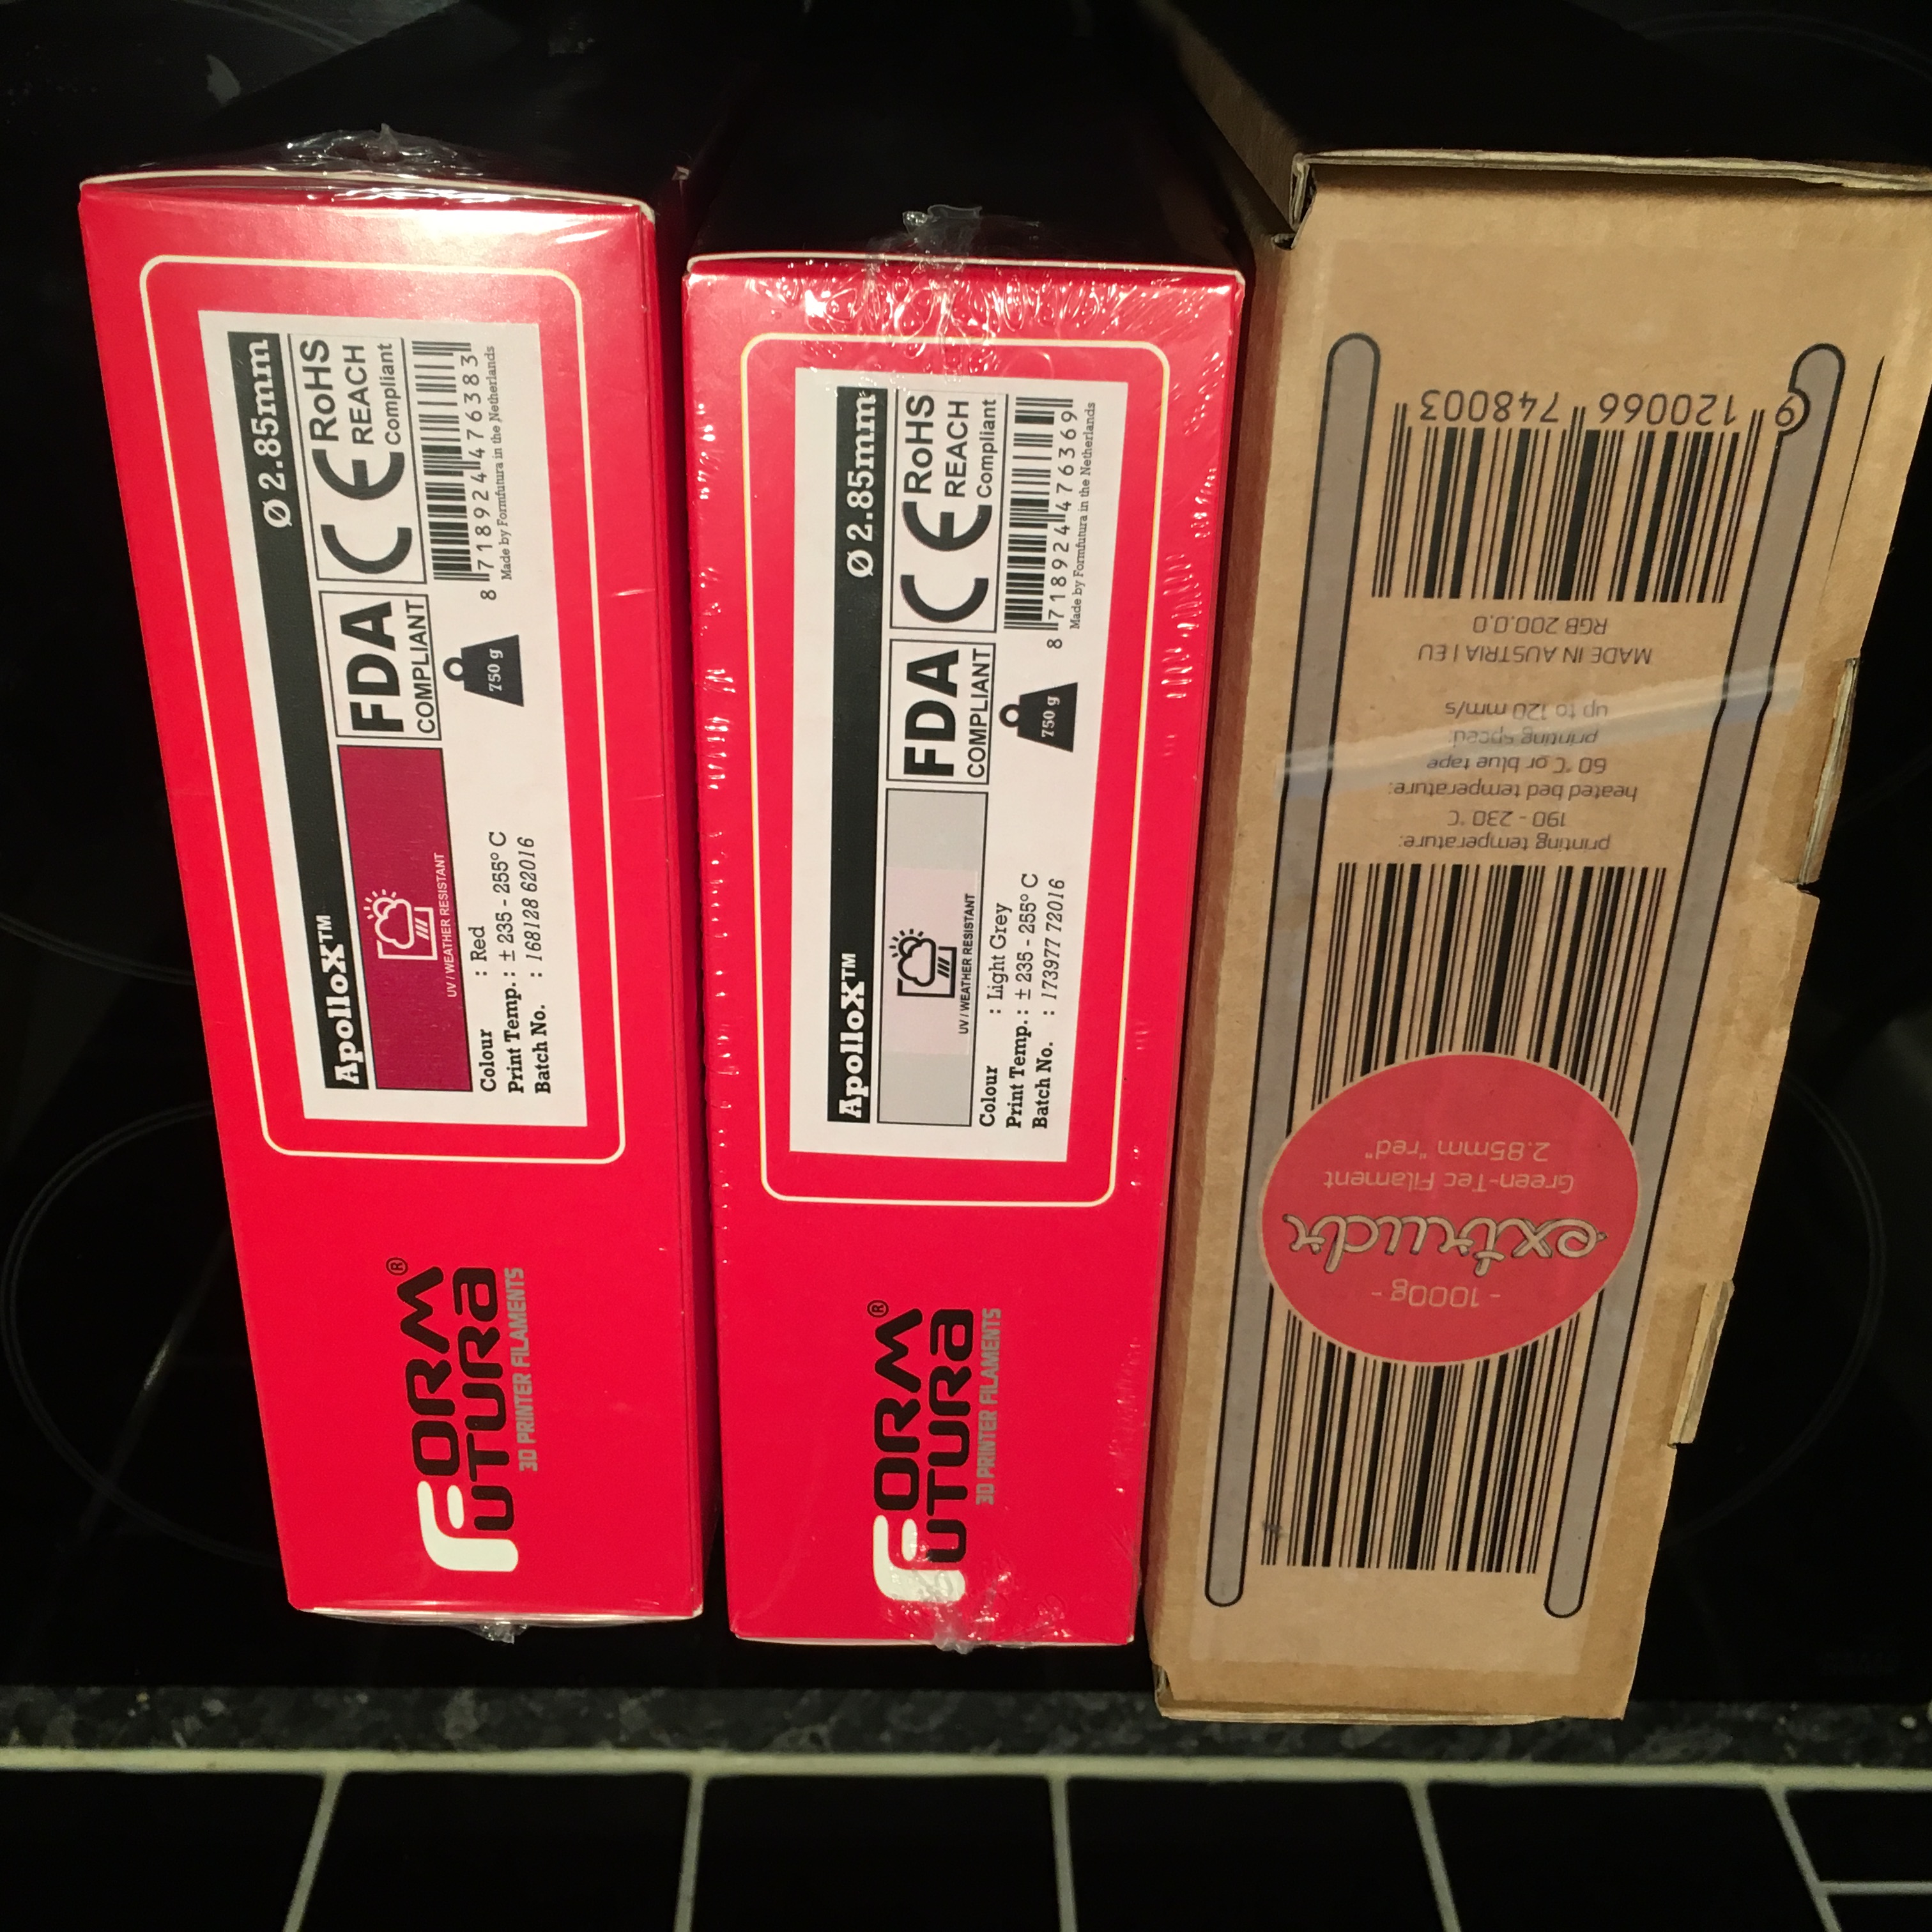 ApolloX™ Ø 2.85mm
UV / WEATHER RESISTANT
FDA
COMPLIANT
CE
RoHS
REACH
Compliant
Colour : Red
Print Temp. : ± 235 - 255° C
Batch No. : 168128 62016
750 g
8 718924 476383
Made by Formfutura in the Netherlands
FORM
FUTURA®
3D PRINTER FILAMENTS
ApolloX™ Ø 2.85mm
UV / WEATHER RESISTANT
FDA
COMPLIANT
CE
RoHS
REACH
Compliant
Colour : Light Grey
Print Temp. : ± 235 - 255° C
Batch No. : 173977 72016
750 g
8 718924 476369
Made by Formfutura in the Netherlands
FORM
FUTURA®
3D PRINTER FILAMENTS
- 1000g -
extrudr
Green-Tec Filament
2.85mm "red"
printing temperature:
190 - 230 °C
heated bed temperature:
60 °C or blue tape
printing speed:
up to 120 mm/s
MADE IN AUSTRIA | EU
RGB 200.0.0
9 120066 748003